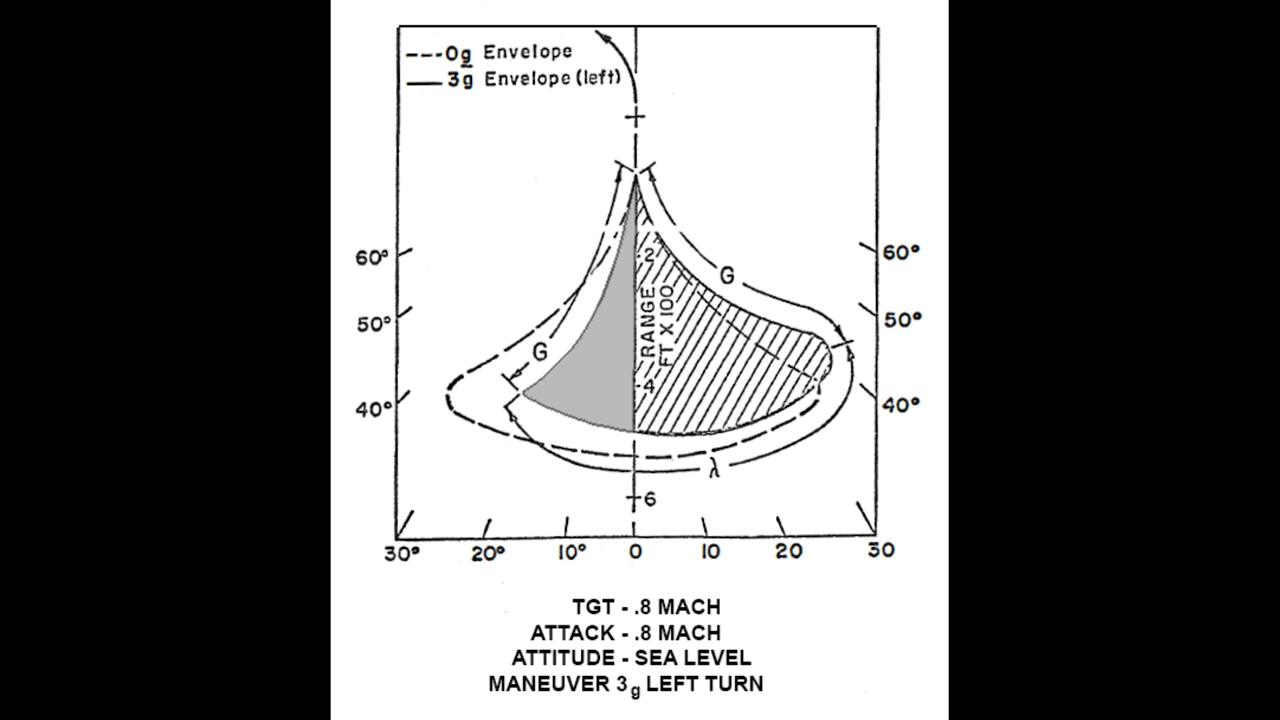 ---0g Envelope
— 3g Envelope (left)
60°
60°
50°
50°
40°
40°
2
RANGE
FT X 100
4
6
G
G
λ
30°
20°
10°
0
10
20
30
TGT - .8 MACH
ATTACK - .8 MACH
ATTITUDE - SEA LEVEL
MANEUVER 3g LEFT TURN